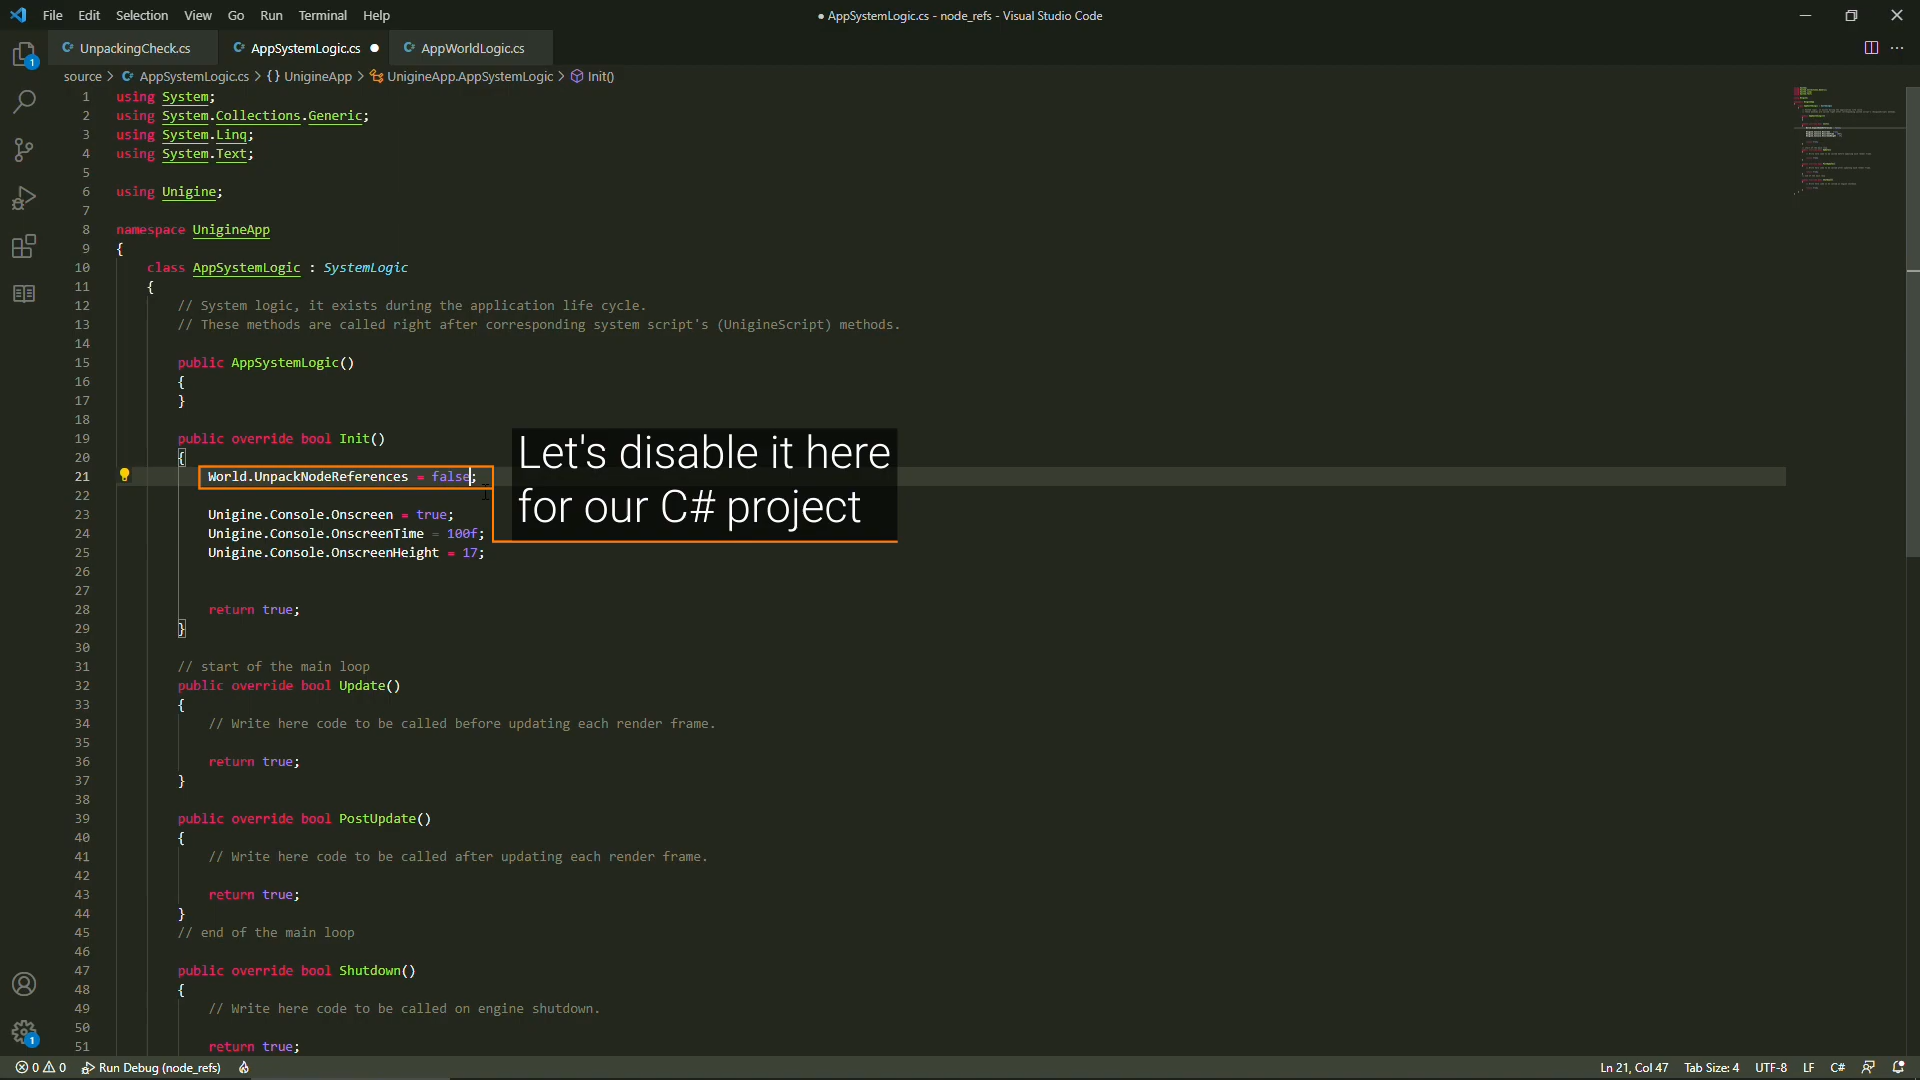 File Edit Selection View Go Run Terminal Help
● AppSystemLogic.cs - node_refs - Visual Studio Code
UnpackingCheck.cs
AppSystemLogic.cs ●
AppWorldLogic.cs
source > AppSystemLogic.cs > {} UnigineApp > UnigineApp.AppSystemLogic > Init()
1 using System;
2 using System.Collections.Generic;
3 using System.Linq;
4 using System.Text;
5
6 using Unigine;
7
8 namespace UnigineApp
9 {
10 class AppSystemLogic : SystemLogic
11 {
12 // System logic, it exists during the application life cycle.
13 // These methods are called right after corresponding system script's (UnigineScript) methods.
14
15 public AppSystemLogic()
16 {
17 }
18
19 public override bool Init()
20 {
21 World.UnpackNodeReferences = false;
22
23 Unigine.Console.Onscreen = true;
24 Unigine.Console.OnscreenTime = 100f;
25 Unigine.Console.OnscreenHeight = 17;
26
27
28 return true;
29 }
30
31 // start of the main loop
32 public override bool Update()
33 {
34 // Write here code to be called before updating each render frame.
35
36 return true;
37 }
38
39 public override bool PostUpdate()
40 {
41 // Write here code to be called after updating each render frame.
42
43 return true;
44 }
45 // end of the main loop
46
47 public override bool Shutdown()
48 {
49 // Write here code to be called on engine shutdown.
50
51 return true;
Let's disable it here
for our C# project
1
1
0 0 Run Debug (node_refs)
Ln 21, Col 47 Tab Size: 4 UTF-8 LF C#